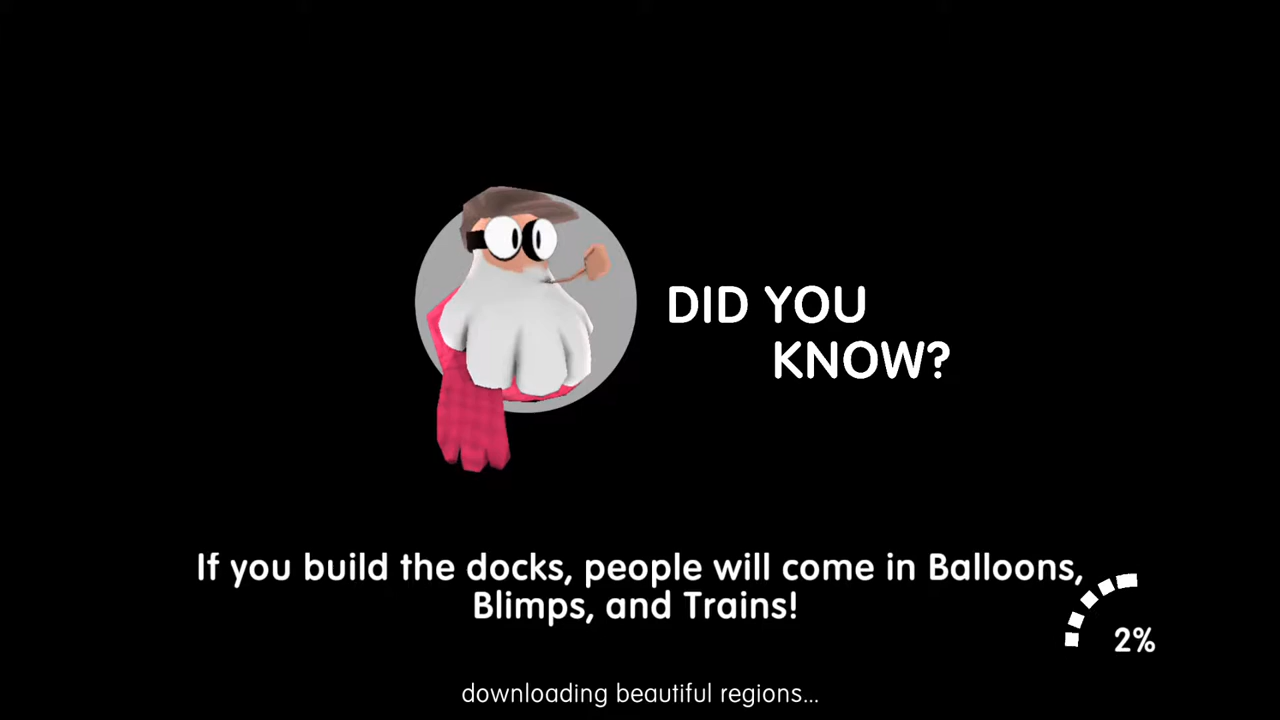 DID YOU
KNOW?
If you build the docks, people will come in Balloons,
Blimps, and Trains!
2%
downloading beautiful regions...